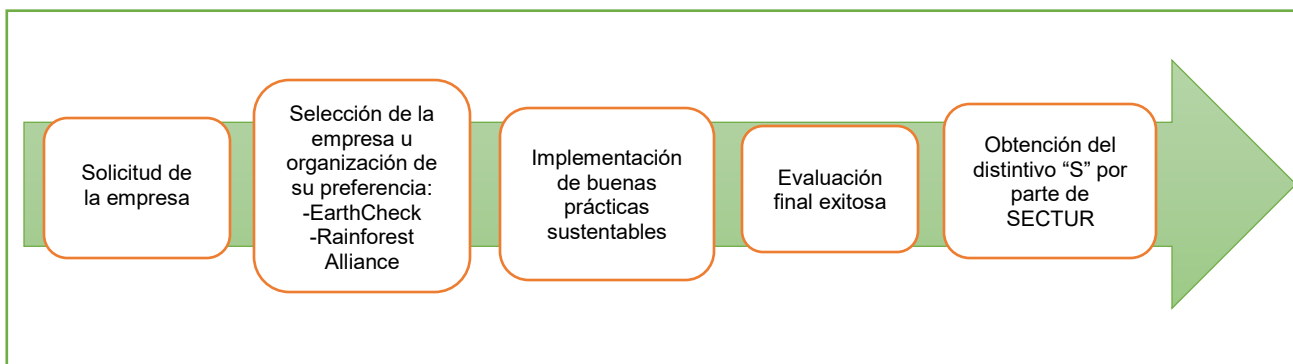 Solicitud de
la empresa
Selección de la
empresa u
organización de
su preferencia:
-EarthCheck
-Rainforest
Alliance
Implementación
de buenas
prácticas
sustentables
Evaluación
final exitosa
Obtención del
distintivo “S” por
parte de
SECTUR